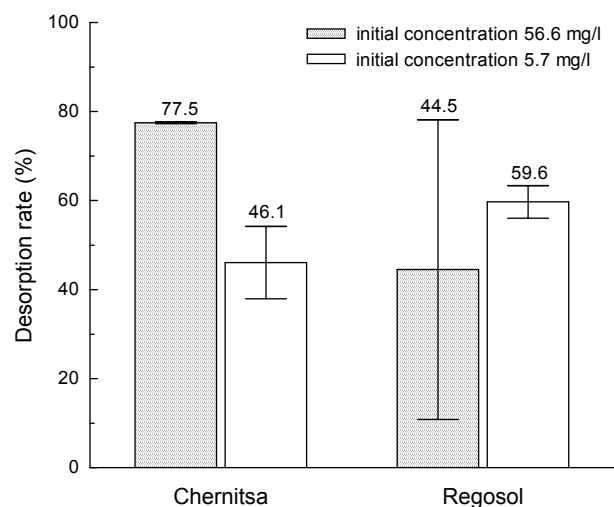 initial concentration 56.6 mg/l
initial concentration 5.7 mg/l
Desorption rate (%)
100
80
60
40
20
0
77.5
46.1
44.5
59.6
Chernitsa
Regosol